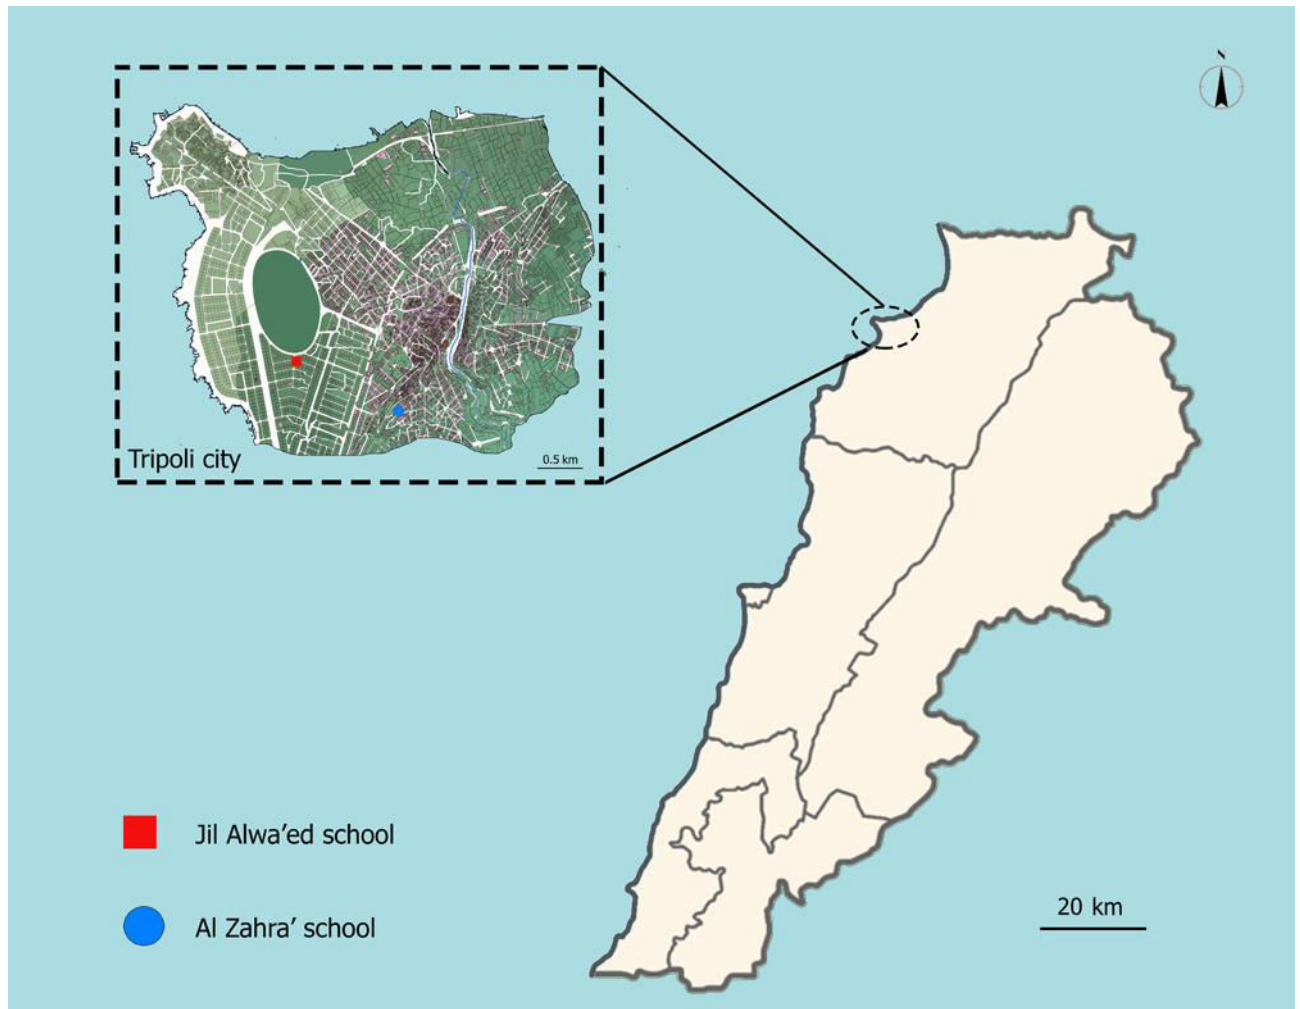 N
Tripoli city
0.5 km
Jil Alwa'ed school
Al Zahra’ school
20 km